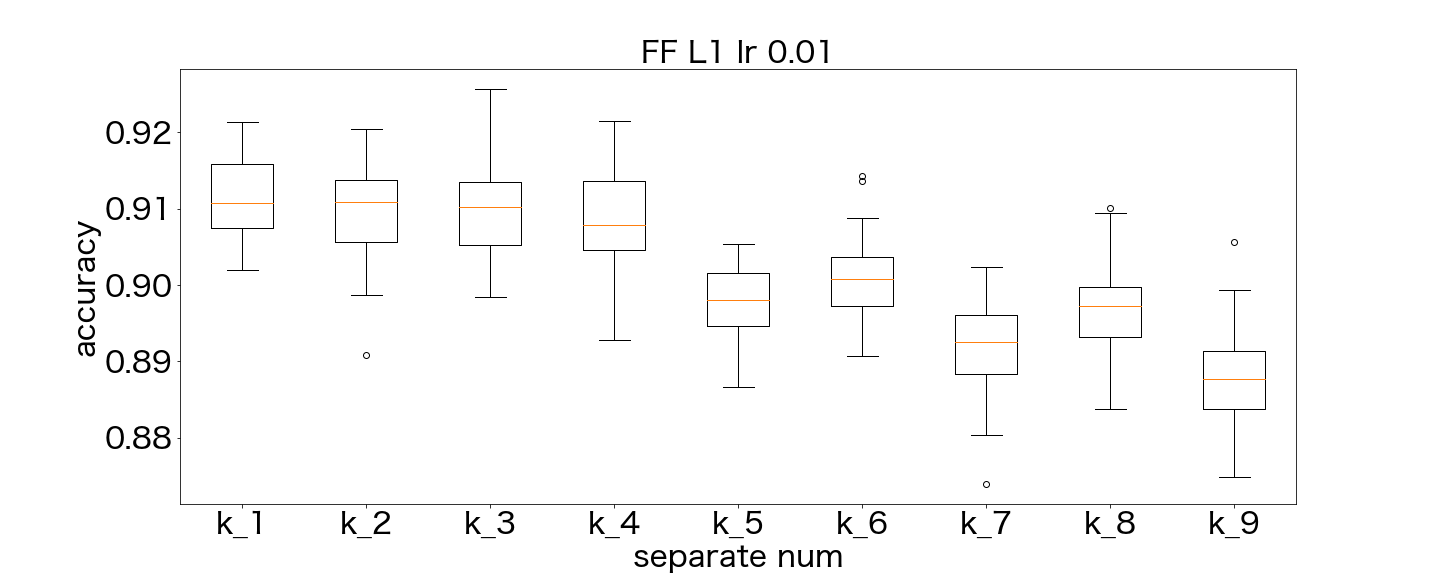 FF L1 lr 0.01
accuracy
0.92
0.91
0.90
0.89
0.88
k_1 k_2 k_3 k_4 k_5 k_6 k_7 k_8 k_9
separate num